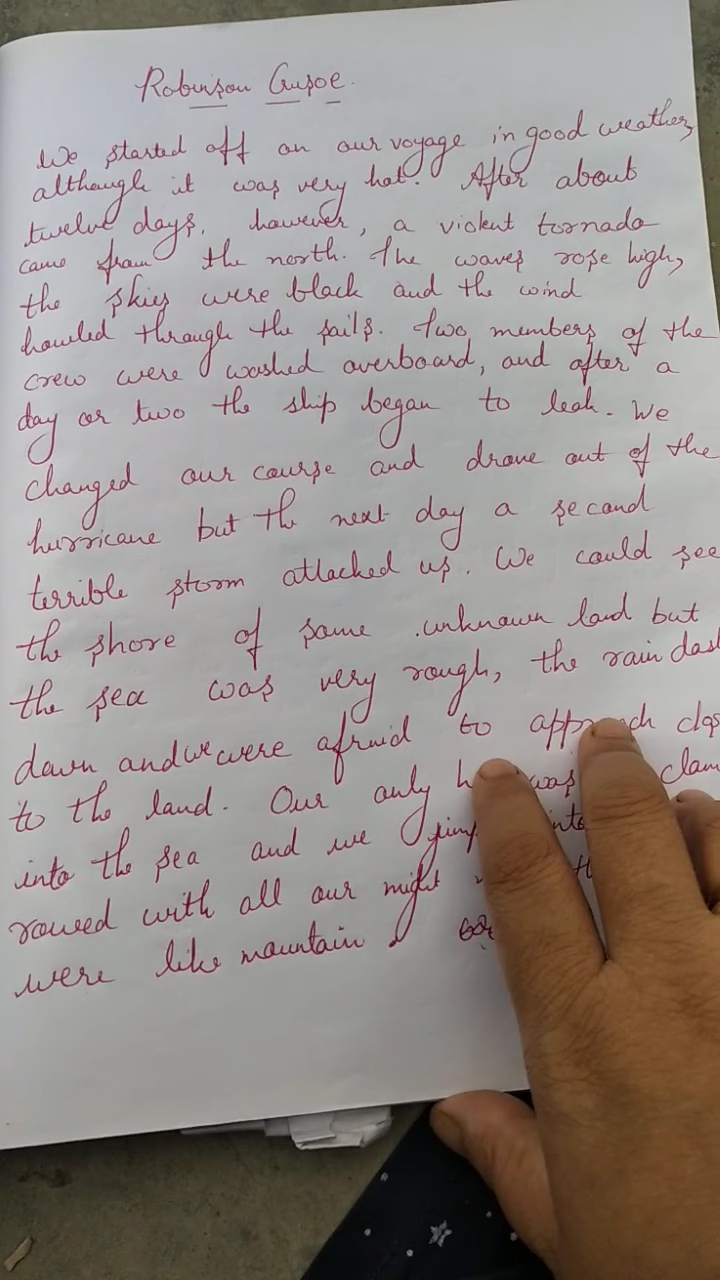 Robinson Crusoe.
We started off on our voyage in good weather,
although it was very hot. After about
twelve days, however, a violent tornado
came from the north. The waves rose high,
the skies were black and the wind
howled through the sails. Two members of the
crew were washed overboard, and after a
day or two the ship began to leak. We
changed our course and drove out of the
hurricane but the next day a second
terrible storm attacked us. We could see
the shore of some unknown land but
the sea was very rough, the rain das
down and we were afraid to app ch clos
to the land. Our only h was
into the sea and we into
rowed with all our might
were like mountain